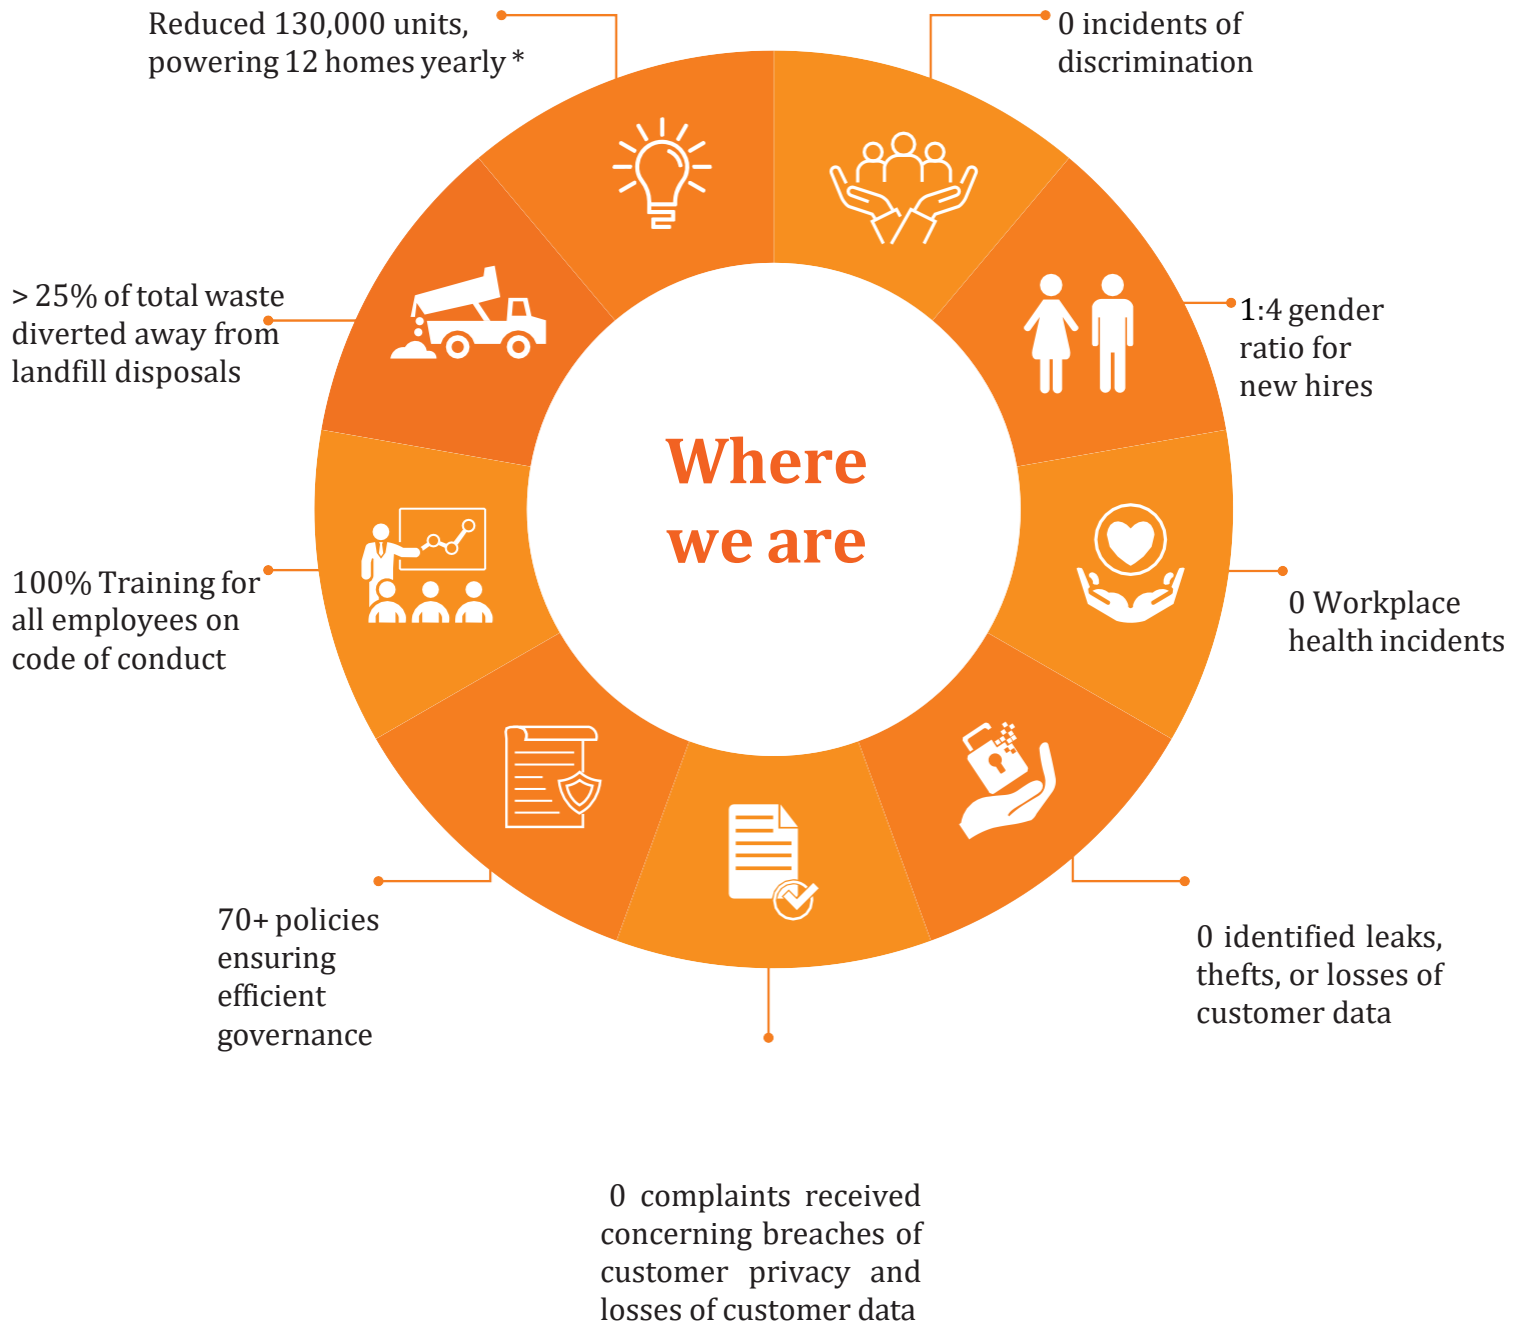 Reduced 130,000 units,
powering 12 homes yearly *
0 incidents of
discrimination
> 25% of total waste
diverted away from
landfill disposals
1:4 gender
ratio for
new hires
Where
we are
100% Training for
all employees on
code of conduct
0 Workplace
health incidents
70+ policies
ensuring
efficient
governance
0 identified leaks,
thefts, or losses of
customer data
0 complaints received
concerning breaches of
customer privacy and
losses of customer data